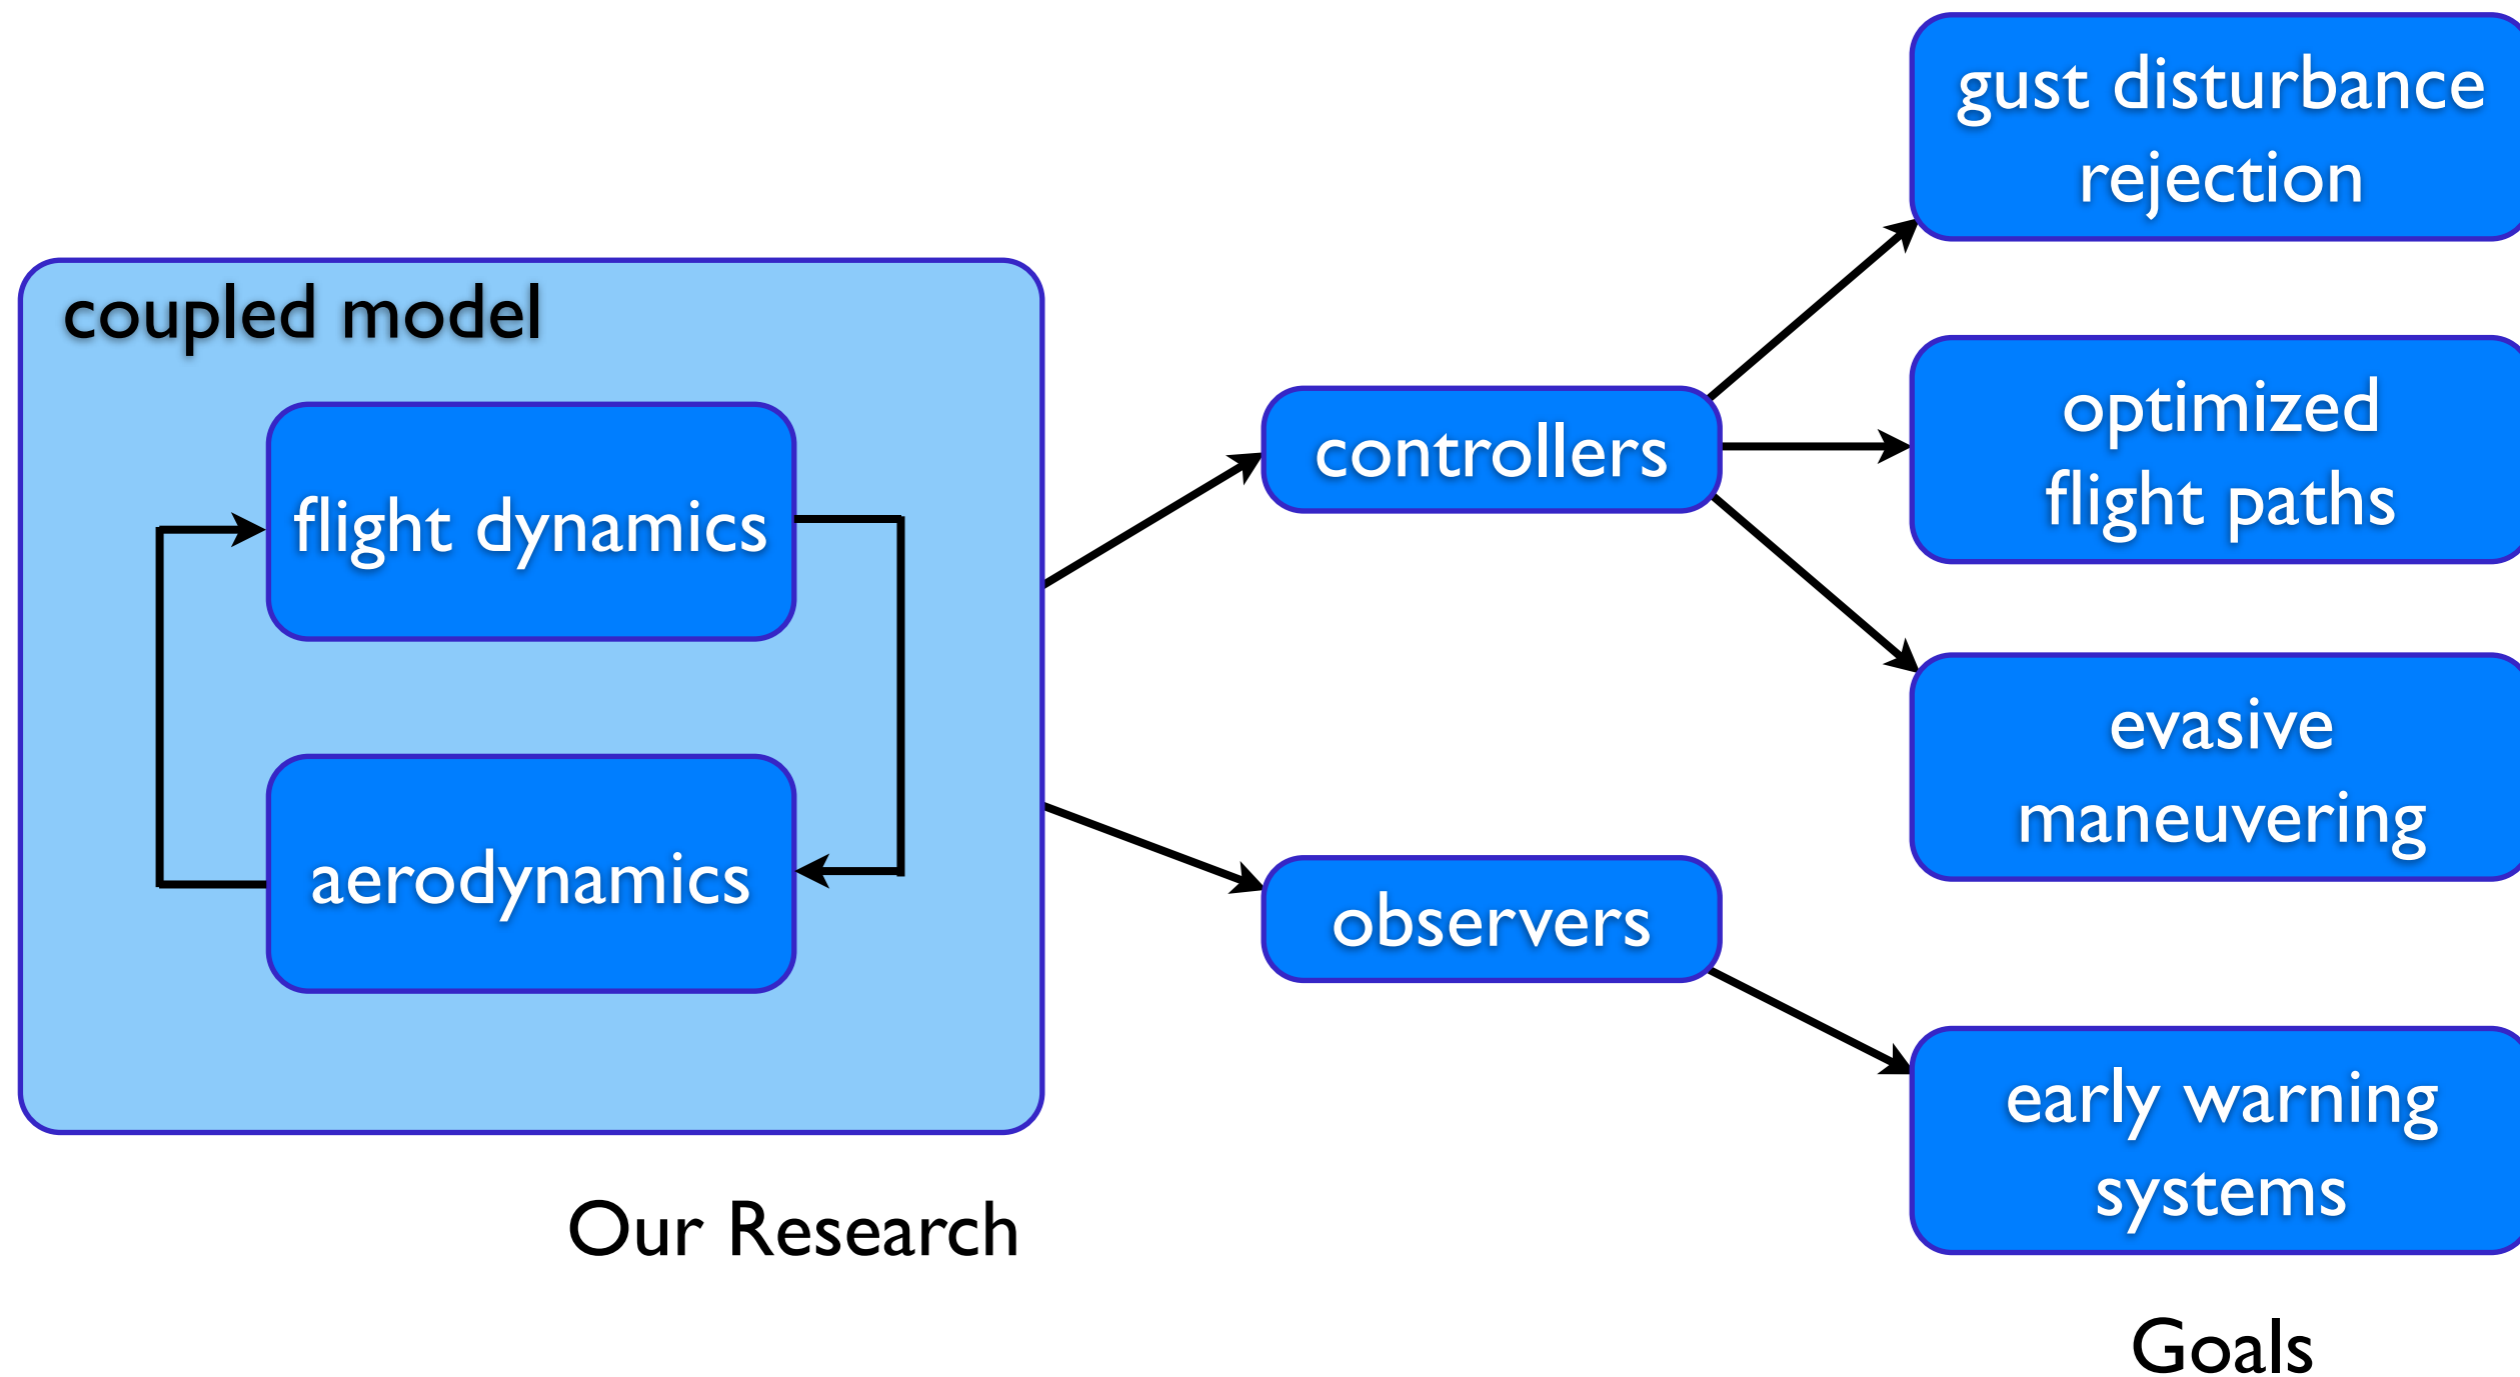 coupled model
flight dynamics
aerodynamics
Our Research
controllers
observers
gust disturbance
rejection
optimized
flight paths
evasive
maneuvering
early warning
systems
Goals